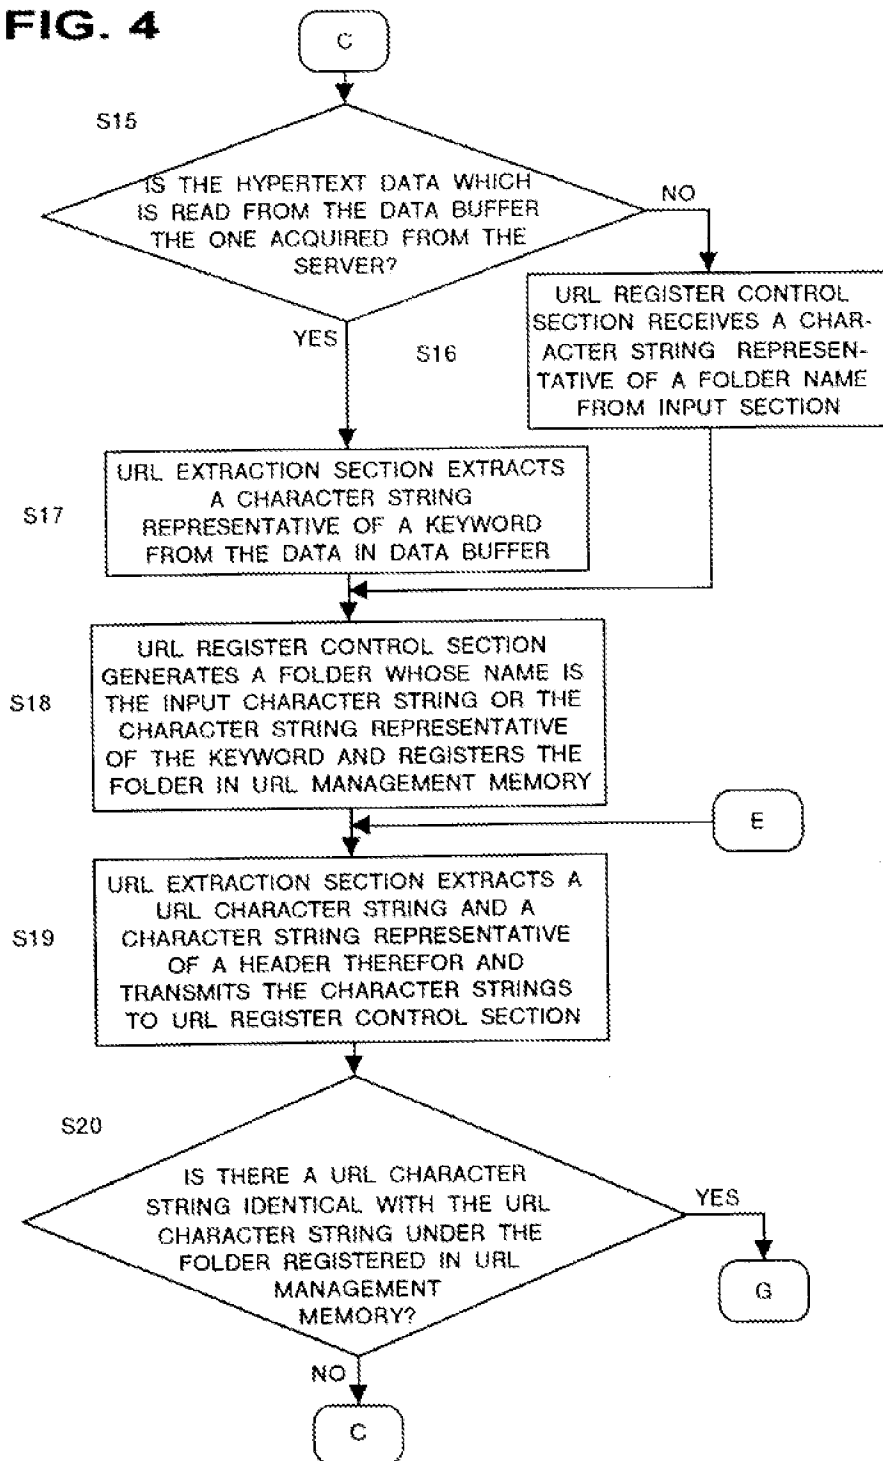 FIG. 4
C
S15
IS THE HYPERTEXT DATA WHICH
IS READ FROM THE DATA BUFFER
THE ONE ACQUIRED FROM THE
SERVER?
NO
YES
S16
URL REGISTER CONTROL
SECTION RECEIVES A CHAR-
ACTER STRING REPRESEN-
TATIVE OF A FOLDER NAME
FROM INPUT SECTION
S17
URL EXTRACTION SECTION EXTRACTS
A CHARACTER STRING
REPRESENTATIVE OF A KEYWORD
FROM THE DATA IN DATA BUFFER
S18
URL REGISTER CONTROL SECTION
GENERATES A FOLDER WHOSE NAME IS
THE INPUT CHARACTER STRING OR THE
CHARACTER STRING REPRESENTATIVE
OF THE KEYWORD AND REGISTERS THE
FOLDER IN URL MANAGEMENT MEMORY
E
S19
URL EXTRACTION SECTION EXTRACTS A
URL CHARACTER STRING AND A
CHARACTER STRING REPRESENTATIVE
OF A HEADER THEREFOR AND
TRANSMITS THE CHARACTER STRINGS
TO URL REGISTER CONTROL SECTION
S20
IS THERE A URL CHARACTER
STRING IDENTICAL WITH THE URL
CHARACTER STRING UNDER THE
FOLDER REGISTERED IN URL
MANAGEMENT
MEMORY?
YES
G
NO
C